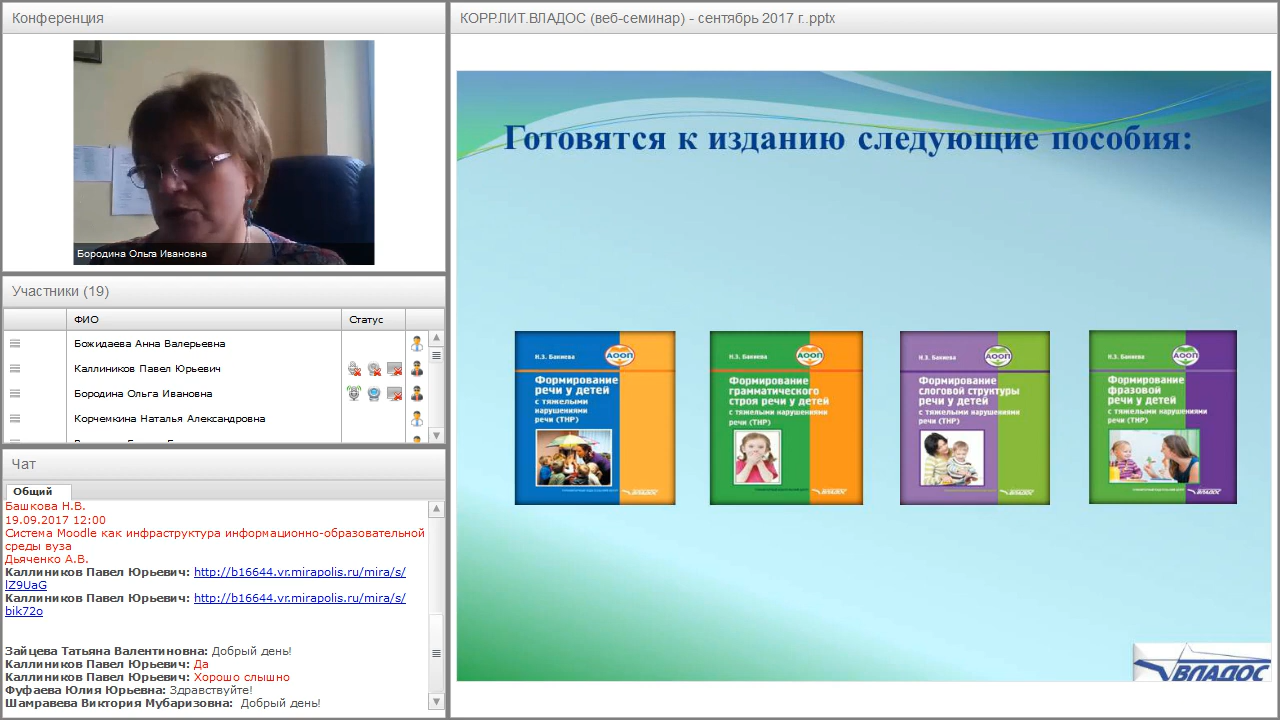 Конференция
Бородина Ольга Ивановна
Участники (19)
ФИО
Статус
Божидаева Анна Валерьевна
Каллиников Павел Юрьевич
Бородина Ольга Ивановна
Корченкина Наталья Александровна
Чат
Общий
Башкова Н.В.
19.09.2017 12:00
Система Moodle как инфраструктура информационно-образовательной
среды вуза
Дьяченко А.В.
Каллиников Павел Юрьевич: http://b16644.vr.mirapolis.ru/mira/s/
lZ9UaG
Каллиников Павел Юрьевич: http://b16644.vr.mirapolis.ru/mira/s/
bik72o
Зайцева Татьяна Валентиновна: Добрый день!
Каллиников Павел Юрьевич: Да
Каллиников Павел Юрьевич: Хорошо слышно
Фуфаева Юлия Юрьевна: Здравствуйте!
Шамравева Виктория Мубаризовна: Добрый день!
КОРР.ЛИТ.ВЛАДОС (веб-семинар) - сентябрь 2017 г..pptx
Готовятся к изданию следующие пособия:
АООП
Формирование
речи у детей
с тяжелыми
нарушениями
речи (ТНР)
ВЛАДОС
АООП
Формирование
грамматического
строя речи у детей
с тяжелыми нарушениями
речи (ТНР)
ВЛАДОС
АООП
Формирование
слоговой структуры
речи у детей
с тяжелыми нарушениями
речи (ТНР)
ВЛАДОС
АООП
Формирование
фразовой
речи у детей
с тяжелыми нарушениями
речи (ТНР)
ВЛАДОС
ВЛАДОС